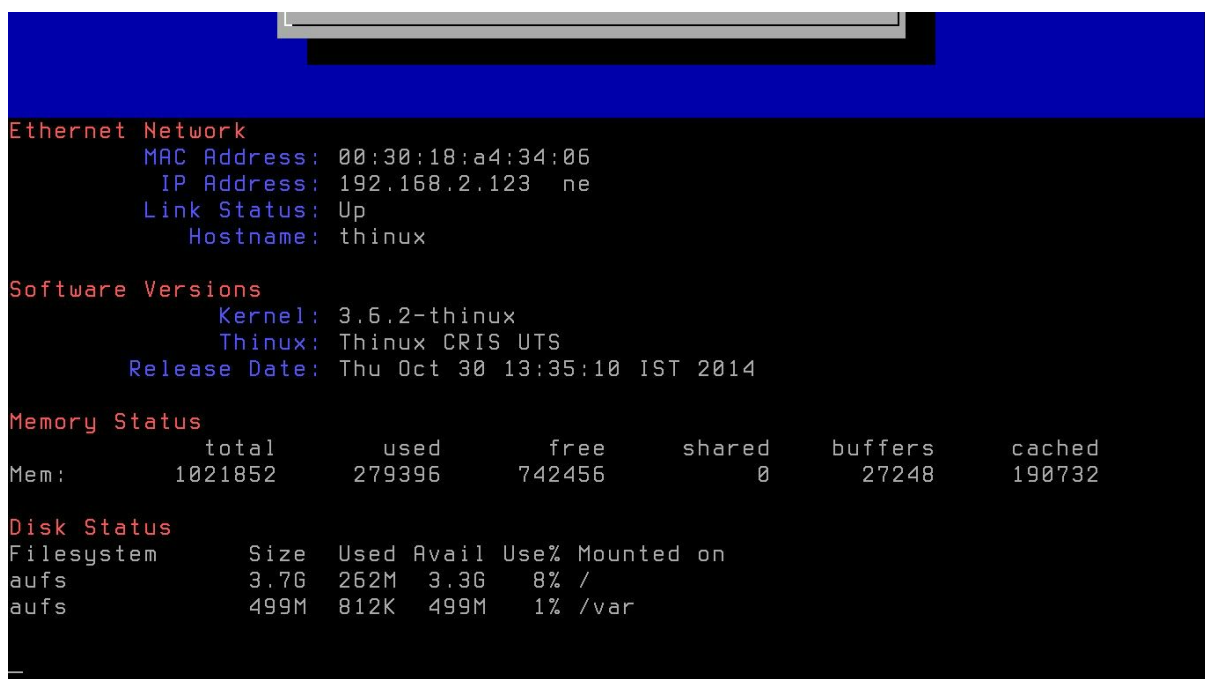 Ethernet Network
MAC Address: 00:30:18:a4:34:06
IP Address: 192.168.2.123 ne
Link Status: Up
Hostname: thinux
Software Versions
Kernel: 3.6.2-thinux
Thinux: Thinux CRIS UTS
Release Date: Thu Oct 30 13:35:10 IST 2014
Memory Status
total used free shared buffers cached
Mem: 1021852 279396 742456 0 27248 190732
Disk Status
Filesystem Size Used Avail Use% Mounted on
aufs 3.7G 262M 3.3G 8% /
aufs 499M 812K 499M 1% /var